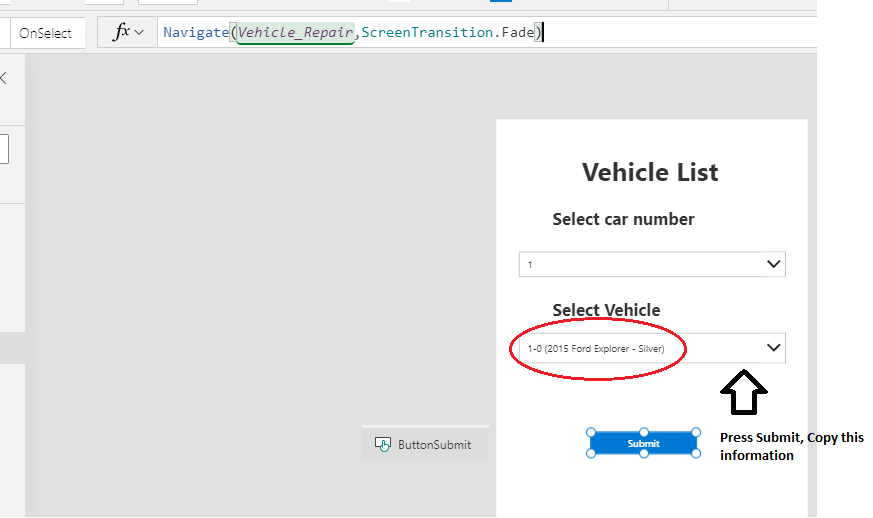 OnSelect
fx
Navigate(Vehicle_Repair,ScreenTransition.Fade)
Vehicle List
Select car number
1
Select Vehicle
1-0 (2015 Ford Explorer - Silver)
ButtonSubmit
Submit
Press Submit, Copy this
information